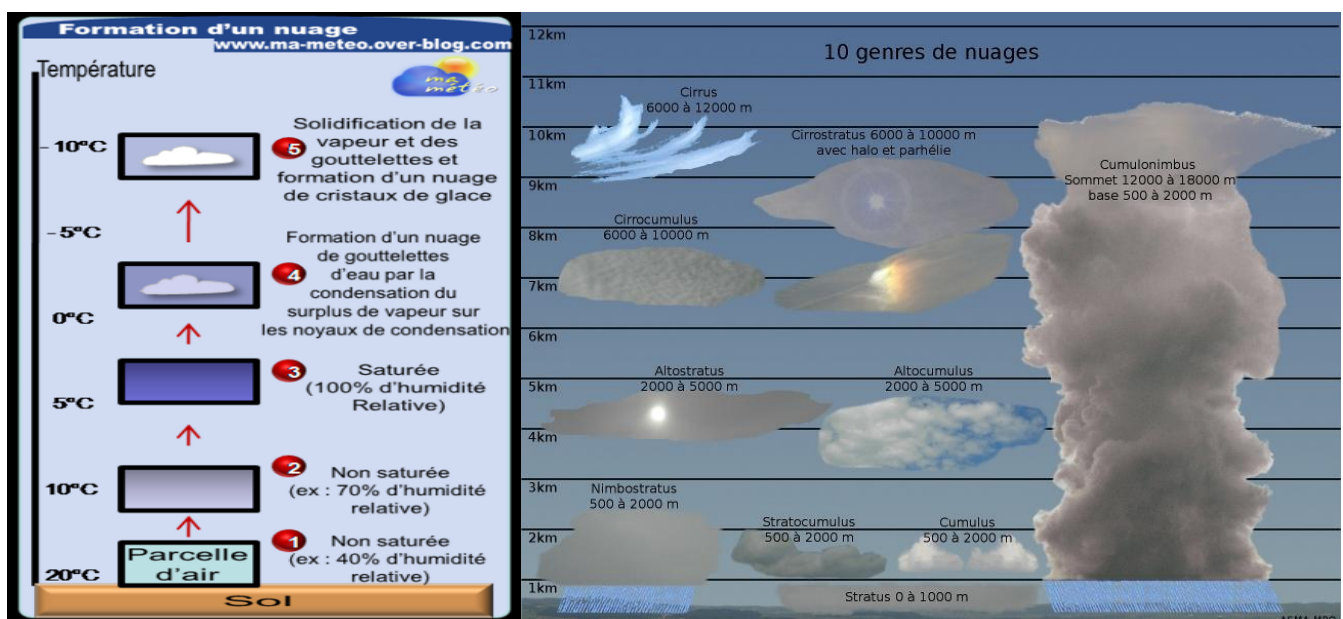 Formation d'un nuage
www.ma-meteo.over-blog.com
Température
ma
météo
- 10°C
5
Solidification de la
vapeur et des
gouttelettes et
formation d'un nuage
de cristaux de glace
- 5°C
4
Formation d'un nuage
de gouttelettes
d'eau par la
condensation du
surplus de vapeur sur
les noyaux de condensation
0°C
3
Saturée
(100% d'humidité
Relative)
5°C
2
Non saturée
(ex : 70% d'humidité
relative)
10°C
1
Non saturée
(ex : 40% d'humidité
relative)
Parcelle
d'air
20°C
Sol
12km
10 genres de nuages
11km
Cirrus
6000 à 12000 m
10km
Cirrostratus 6000 à 10000 m
avec halo et parhélie
Cumulonimbus
Sommet 12000 à 18000 m
base 500 à 2000 m
9km
Cirrocumulus
6000 à 10000 m
8km
7km
6km
5km
Altostratus
2000 à 5000 m
Altocumulus
2000 à 5000 m
4km
3km
Nimbostratus
500 à 2000 m
2km
Stratocumulus
500 à 2000 m
Cumulus
500 à 2000 m
1km
Stratus 0 à 1000 m